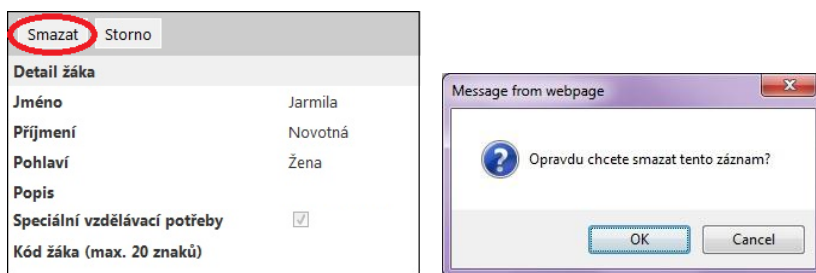 Smazat Storno
Detail žáka
Jméno Jarmila
Příjmení Novotná
Pohlaví Žena
Popis
Speciální vzdělávací potřeby
Kód žáka (max. 20 znaků)
Message from webpage
Opravdu chcete smazat tento záznam?
OK Cancel